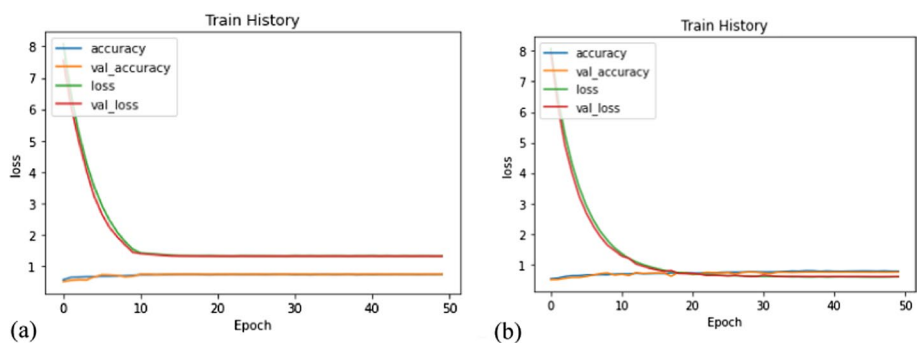 Train History
8
7
6
5
4
3
2
1
loss
accuracy
val_accuracy
loss
val_loss
0 10 20 30 40 50
Epoch
(a)
Train History
8
7
6
5
4
3
2
1
loss
accuracy
val_accuracy
loss
val_loss
0 10 20 30 40 50
Epoch
(b)